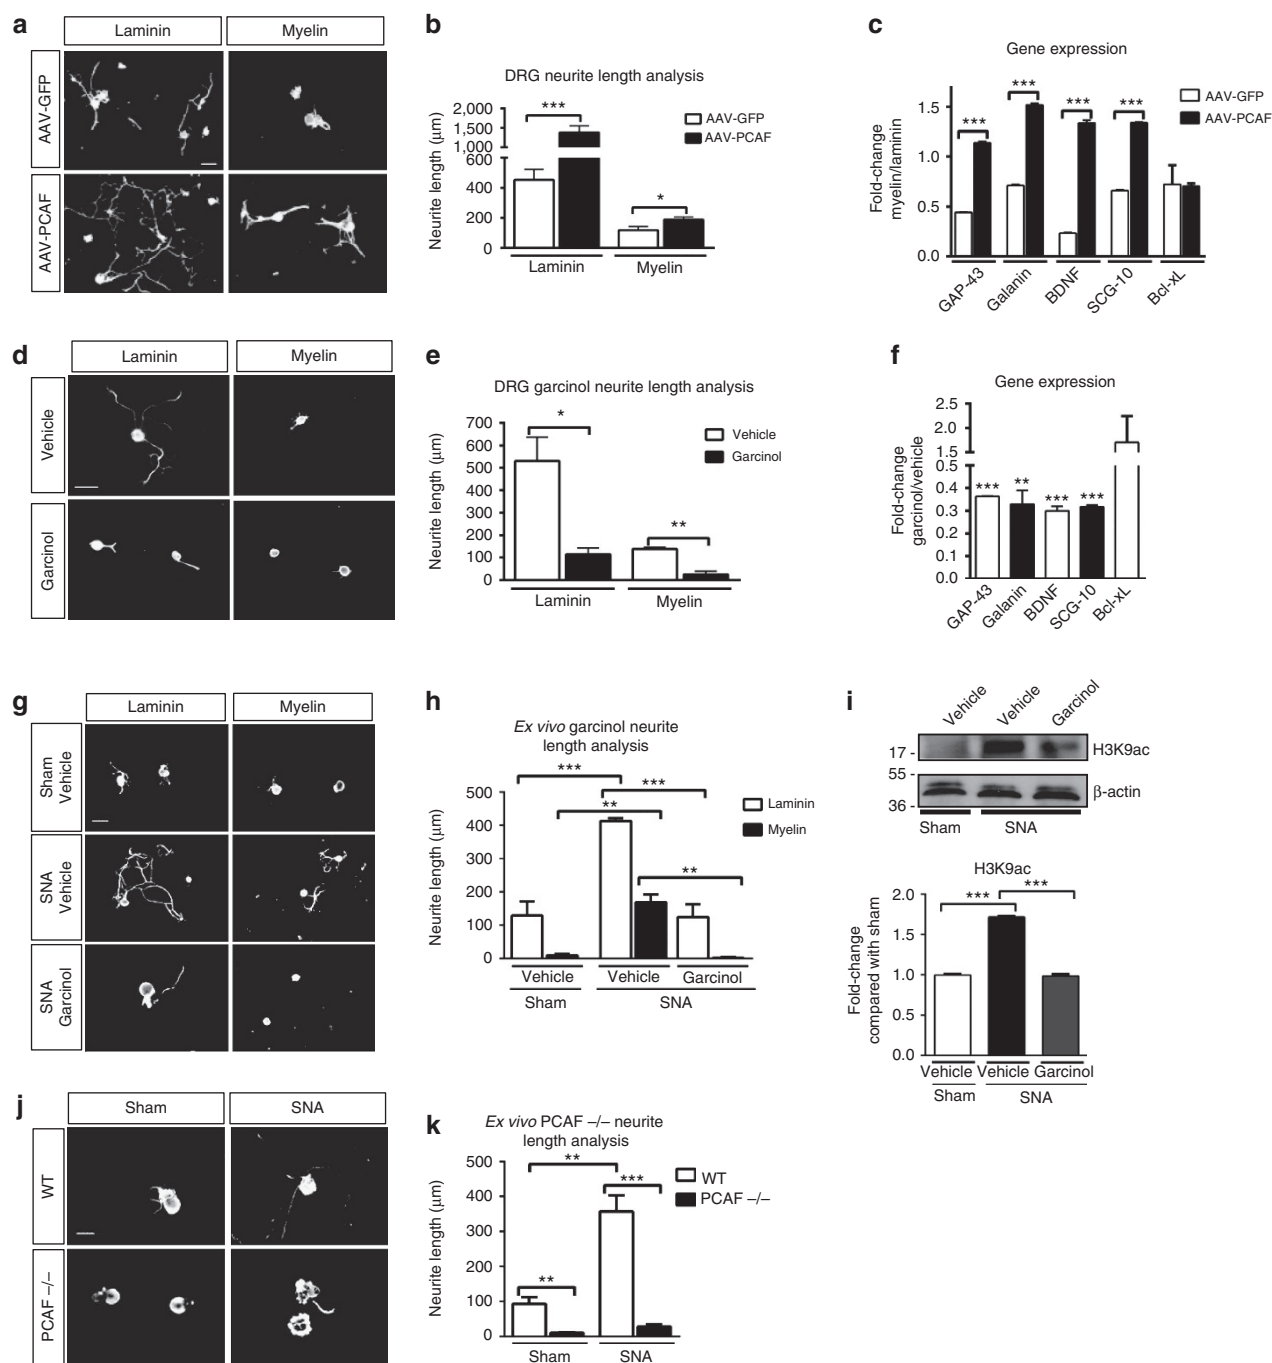 a
Laminin
Myelin
AAV-GFP
AAV-PCAF
b
DRG neurite length analysis
Neurite length (μm)
2,000
1,500
1,000
600
400
200
0
***
*
AAV-GFP
AAV-PCAF
Laminin
Myelin
c
Gene expression
Fold-change
myelin/laminin
1.5
1.0
0.5
0.0
***
***
***
***
AAV-GFP
AAV-PCAF
GAP-43
Galanin
BDNF
SCG-10
Bcl-xL
d
Laminin
Myelin
Vehicle
Garcinol
e
DRG garcinol neurite length analysis
Neurite length (μm)
700
600
500
400
300
200
100
0
*
**
Vehicle
Garcinol
Laminin
Myelin
f
Gene expression
Fold-change
garcinol/vehicle
2.5
2.0
1.5
0.5
0.4
0.3
0.2
0.1
0.0
***
**
***
***
GAP-43
Galanin
BDNF
SCG-10
Bcl-xL
g
Laminin
Myelin
Sham
Vehicle
SNA
Vehicle
SNA
Garcinol
h
Ex vivo garcinol neurite
length analysis
Neurite length (μm)
500
400
300
200
100
0
***
***
**
**
Laminin
Myelin
Vehicle
Vehicle
Garcinol
Sham
SNA
i
Vehicle
Vehicle
Garcinol
17 -
H3K9ac
55 -
36 -
β-actin
Sham
SNA
H3K9ac
Fold-change
compared with sham
2.0
1.5
1.0
0.5
0.0
***
***
Vehicle
Vehicle
Garcinol
Sham
SNA
j
Sham
SNA
WT
PCAF –/–
k
Ex vivo PCAF –/– neurite
length analysis
Neurite length (μm)
500
400
300
200
100
0
**
***
**
WT
PCAF –/–
Sham
SNA